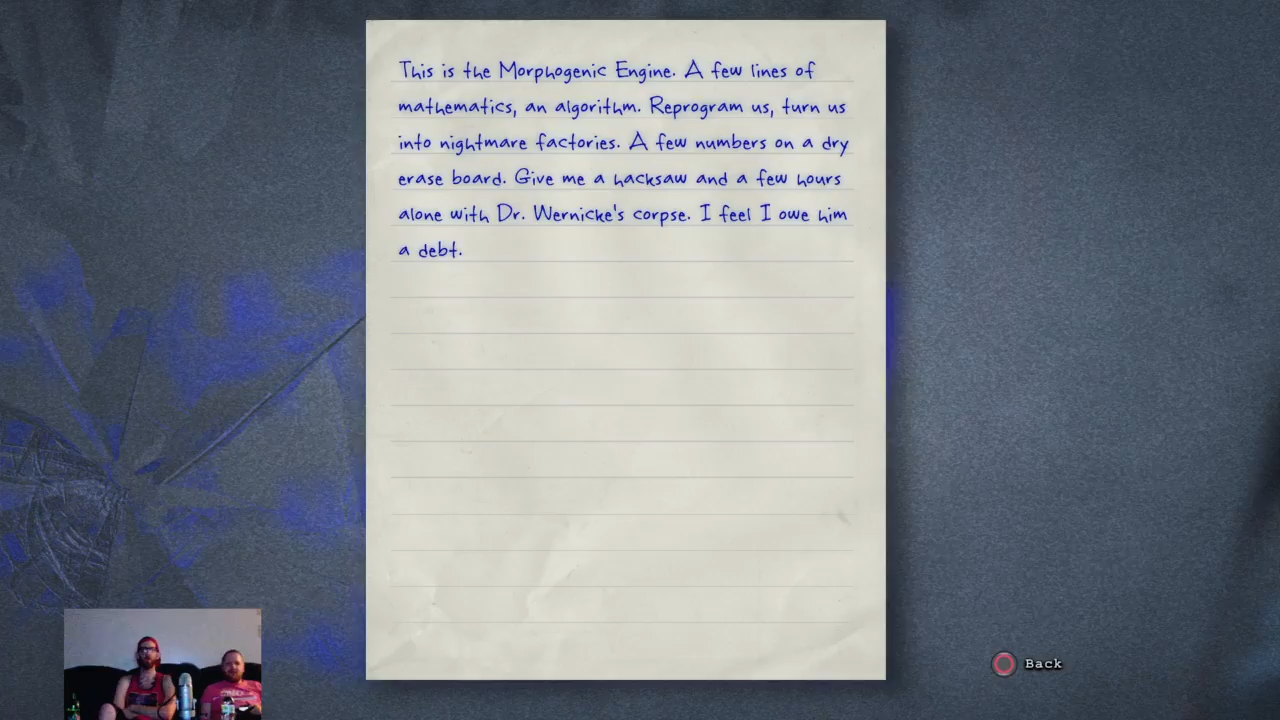 This is the Morphogenic Engine. A few lines of
mathematics, an algorithm. Reprogram us, turn us
into nightmare factories. A few numbers on a dry
erase board. Give me a hacksaw and a few hours
alone with Dr. Wernicke's corpse. I feel I owe him
a debt.
Back